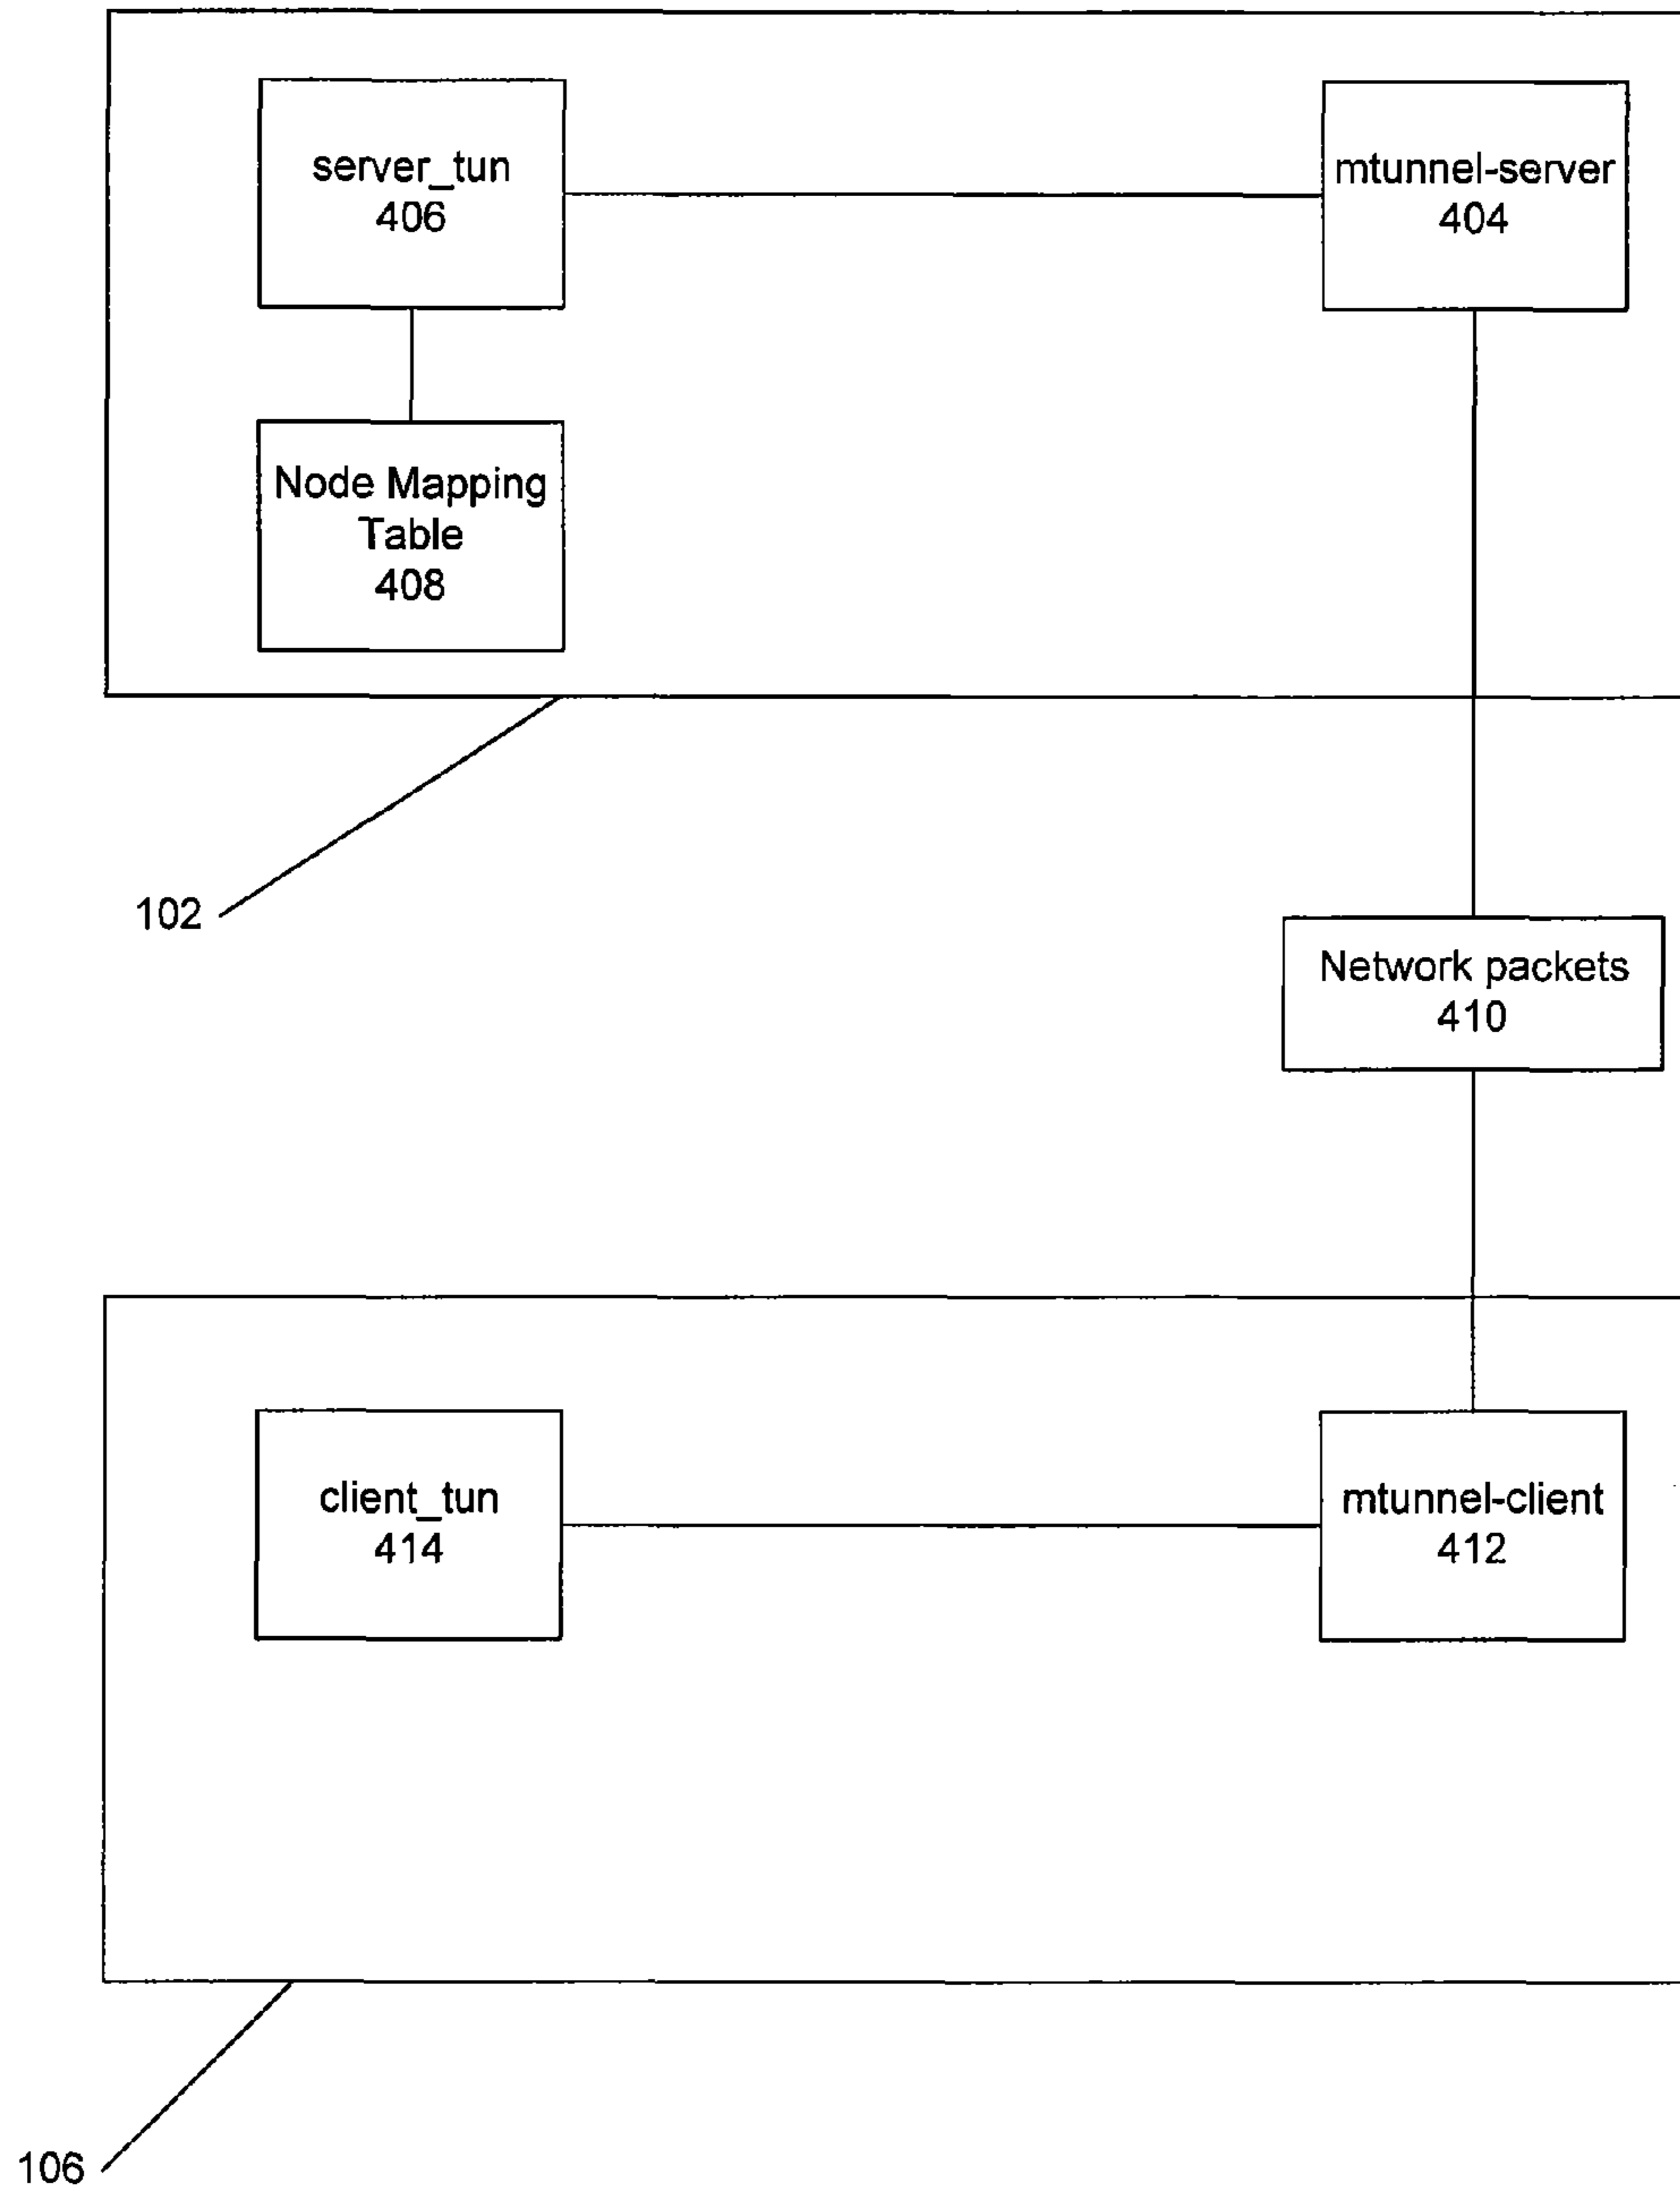 server_tun
406
mtunnel-server
404
Node Mapping
Table
408
102
Network packets
410
client_tun
414
mtunnel-client
412
106